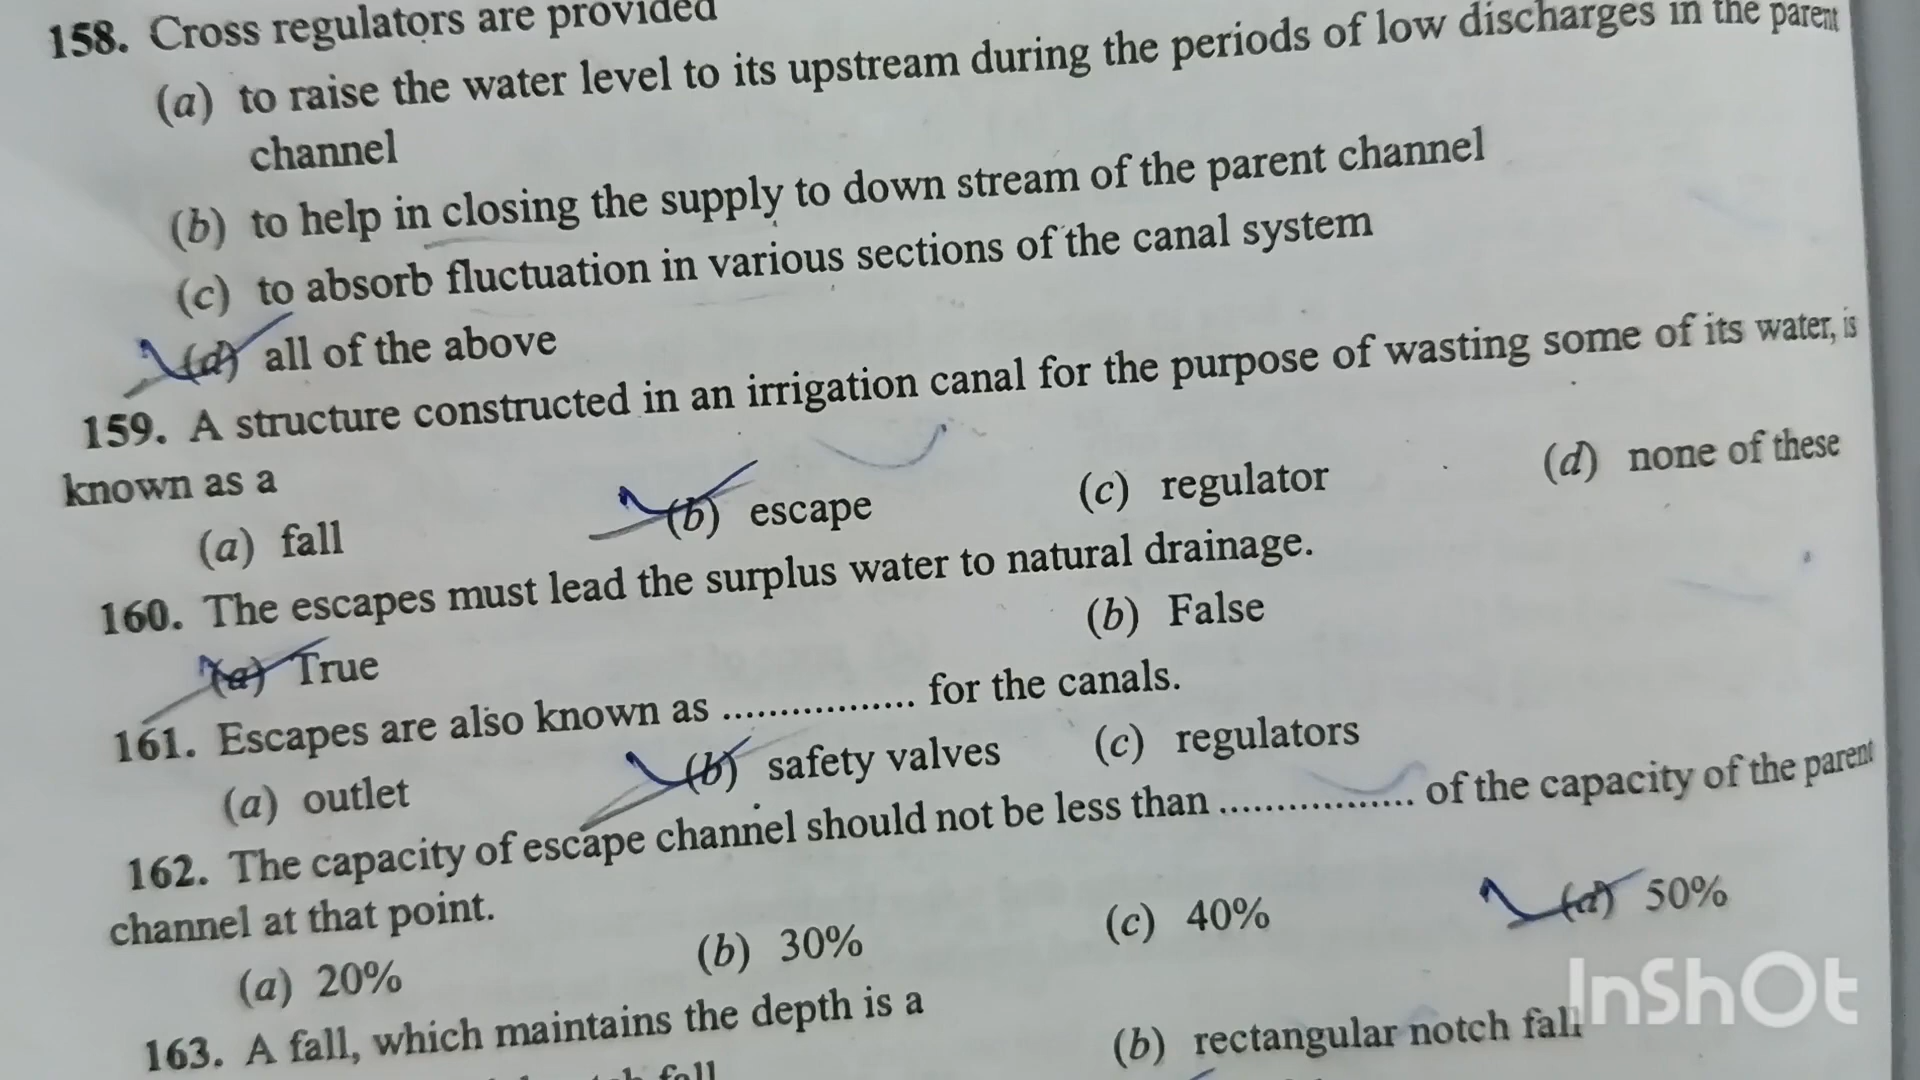 158. Cross regulators are provided
(a) to raise the water level to its upstream during the periods of low discharges in the parent
channel
(b) to help in closing the supply to down stream of the parent channel
(c) to absorb fluctuation in various sections of the canal system
(d) all of the above
159. A structure constructed in an irrigation canal for the purpose of wasting some of its water, is
known as a
(a) fall (b) escape (c) regulator (d) none of these
160. The escapes must lead the surplus water to natural drainage.
(a) True (b) False
161. Escapes are also known as ................. for the canals.
(a) outlet (b) safety valves (c) regulators
162. The capacity of escape channel should not be less than ................. of the capacity of the parent
channel at that point.
(a) 20% (b) 30% (c) 40% (d) 50%
163. A fall, which maintains the depth is a
fall (b) rectangular notch fall
InShOt